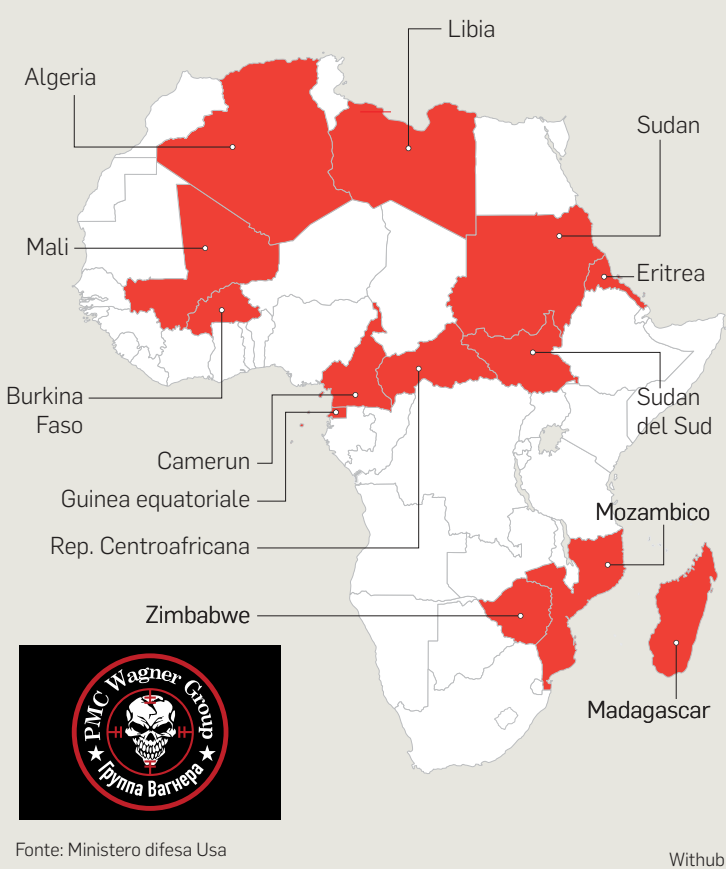 Libia
Algeria
Sudan
Mali
Eritrea
Burkina
Faso
Sudan
del Sud
Camerun
Guinea equatoriale
Rep. Centroafricana
Mozambico
Zimbabwe
Madagascar
PMC Wagner Group
Группа Вагнера
Fonte: Ministero difesa Usa
Withub